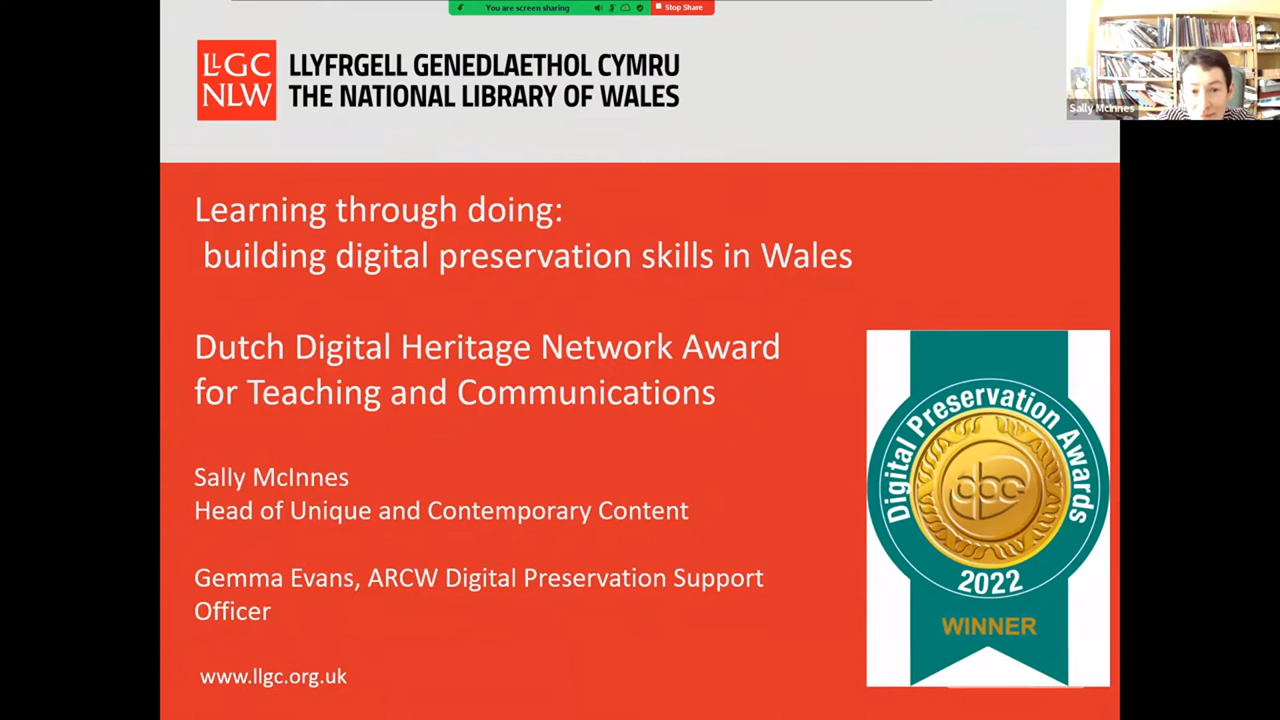 You are screen sharing
Stop Share
LLGC
NLW
LLYFRGELL GENEDLAETHOL CYMRU
THE NATIONAL LIBRARY OF WALES
Sally McInnes
Learning through doing:
building digital preservation skills in Wales
Dutch Digital Heritage Network Award
for Teaching and Communications
Sally McInnes
Head of Unique and Contemporary Content
Gemma Evans, ARCW Digital Preservation Support
Officer
www.llgc.org.uk
Digital Preservation Awards
dpc
2022
WINNER